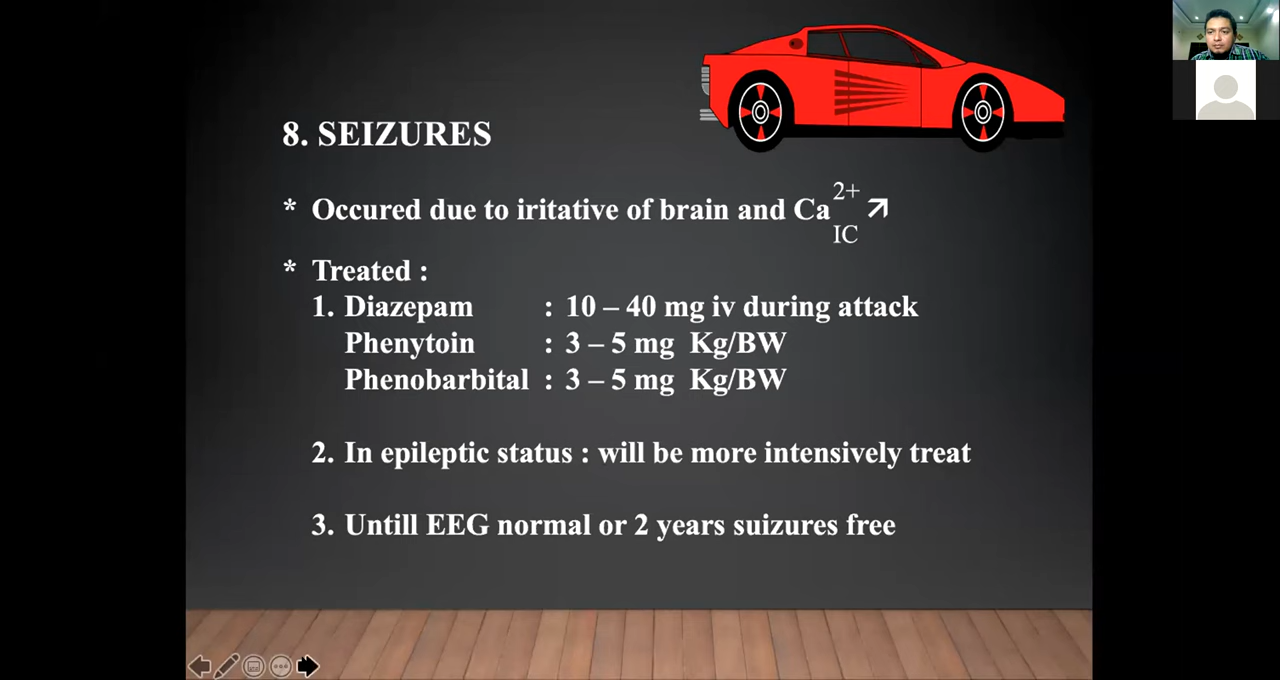 8. SEIZURES
* Occured due to iritative of brain and Ca 2+ IC ↗
* Treated :
1. Diazepam : 10 – 40 mg iv during attack
Phenytoin : 3 – 5 mg Kg/BW
Phenobarbital : 3 – 5 mg Kg/BW
2. In epileptic status : will be more intensively treat
3. Untill EEG normal or 2 years suizures free